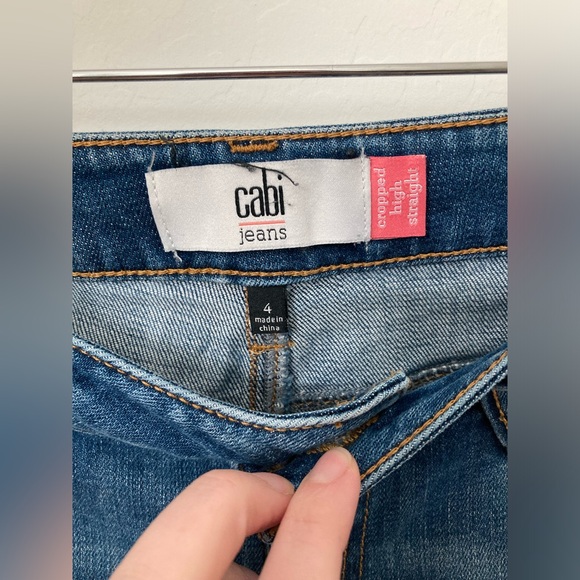 cabi
jeans
cropped
high
straight
4
made in
china